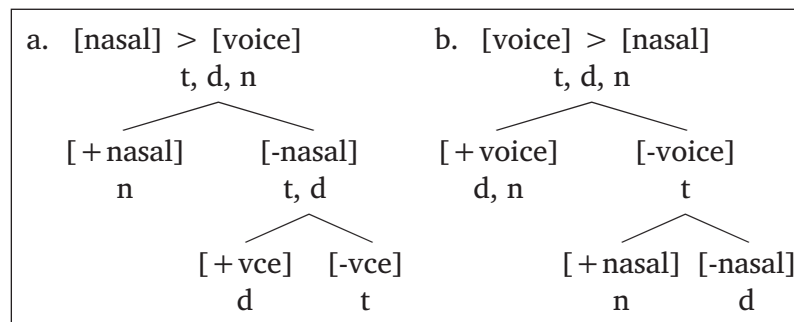 a. [nasal] > [voice] b. [voice] > [nasal]
t, d, n t, d, n
[+nasal] [-nasal] [+voice] [-voice]
n t, d d, n t
[+vce] [-vce] [+nasal] [-nasal]
d t n d